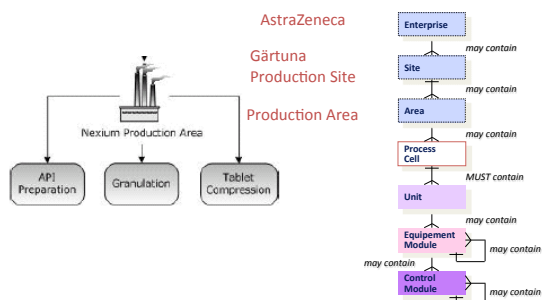 AstraZeneca
Gärtuna
Production Site
Production Area
Nexium Production Area
API
Preparation
Granulation
Tablet
Compression
Enterprise
may contain
Site
may contain
Area
may contain
Process
Cell
MUST contain
Unit
may contain
Equipement
Module
may contain
may contain
Control
Module
may contain